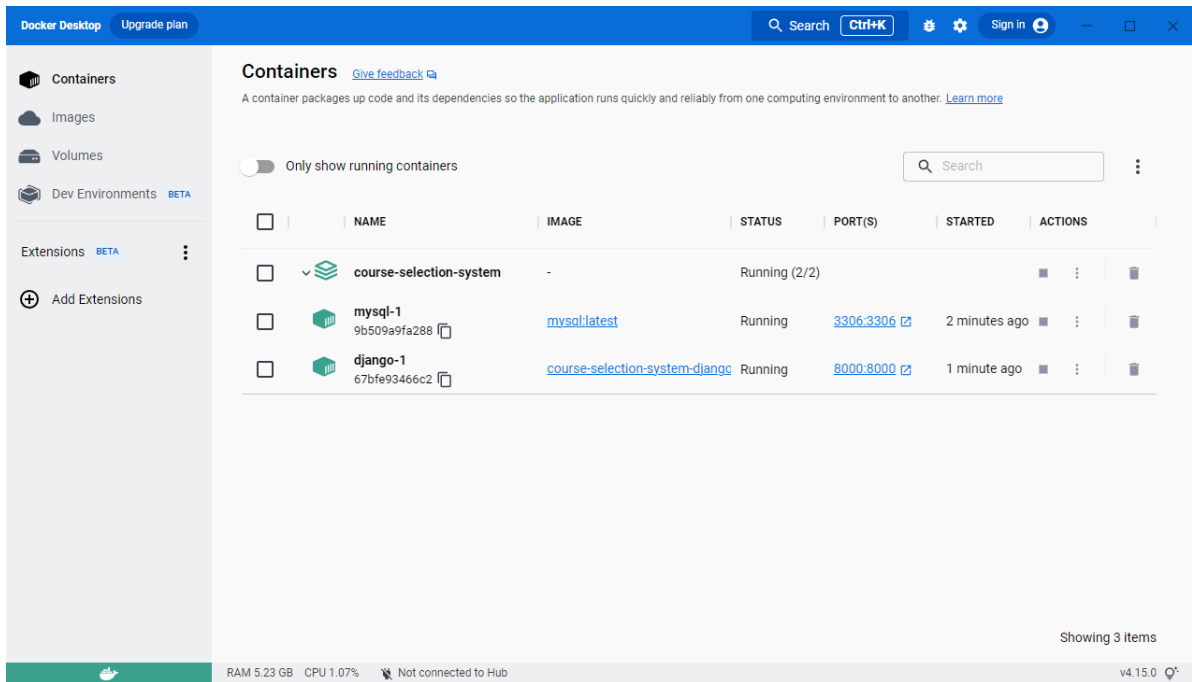 Docker Desktop Upgrade plan Search Ctrl+K Sign in
Containers
Images
Volumes
Dev Environments BETA
Extensions BETA
Add Extensions
Containers Give feedback
A container packages up code and its dependencies so the application runs quickly and reliably from one computing environment to another. Learn more
Only show running containers Search
NAME IMAGE STATUS PORT(S) STARTED ACTIONS
course-selection-system - Running (2/2)
mysql-1
9b509a9fa288 mysql:latest Running 3306:3306 2 minutes ago
django-1
67bfe93466c2 course-selection-system-django Running 8000:8000 1 minute ago
Showing 3 items
RAM 5.23 GB CPU 1.07% Not connected to Hub v4.15.0